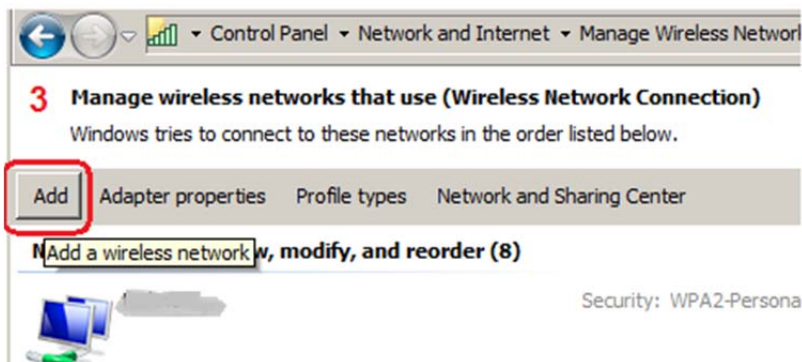 Control Panel Network and Internet Manage Wireless Networ
3 Manage wireless networks that use (Wireless Network Connection)
Windows tries to connect to these networks in the order listed below.
Add Adapter properties Profile types Network and Sharing Center
Add a wireless network w, modify, and reorder (8)
Security: WPA2-Persona